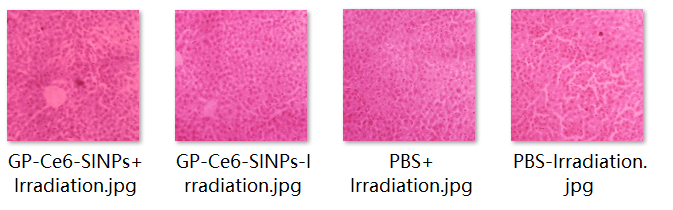 GP-Ce6-SINPs+
Irradiation.jpg
GP-Ce6-SINPs-I
rradiation.jpg
PBS+
Irradiation.jpg
PBS-Irradiation.
jpg